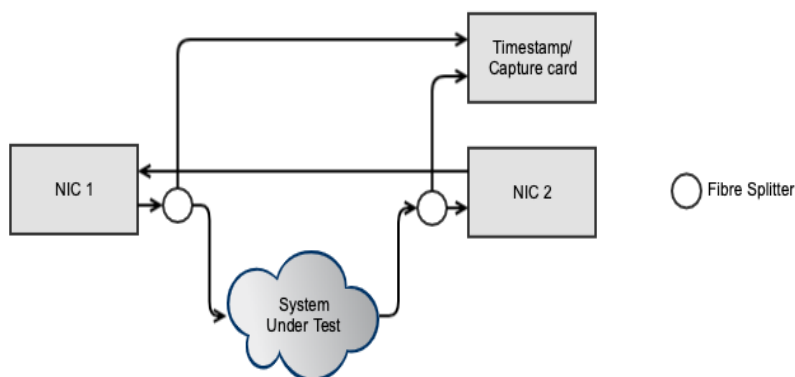 Timestamp/
Capture card
NIC 1
NIC 2
Fibre Splitter
System
Under Test